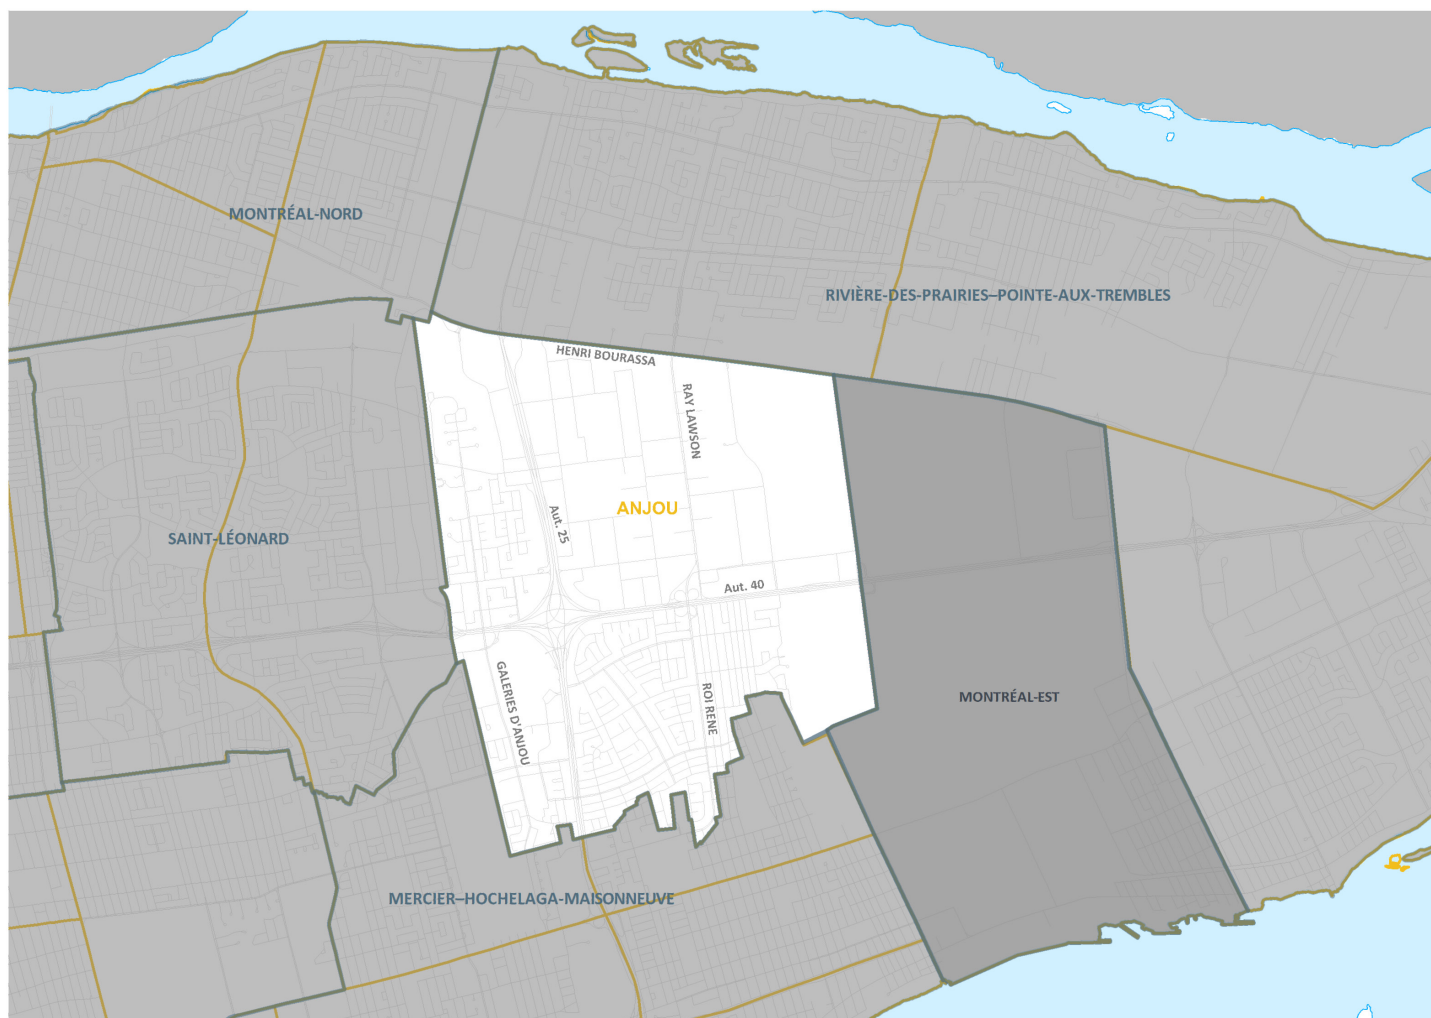 MONTRÉAL-NORD
RIVIÈRE-DES-PRAIRIES–POINTE-AUX-TREMBLES
HENRI BOURASSA
RAY LAWSON
ANJOU
Aut. 25
SAINT-LÉONARD
Aut. 40
GALERIES D'ANJOU
ROI RENE
MONTRÉAL-EST
MERCIER–HOCHELAGA-MAISONNEUVE